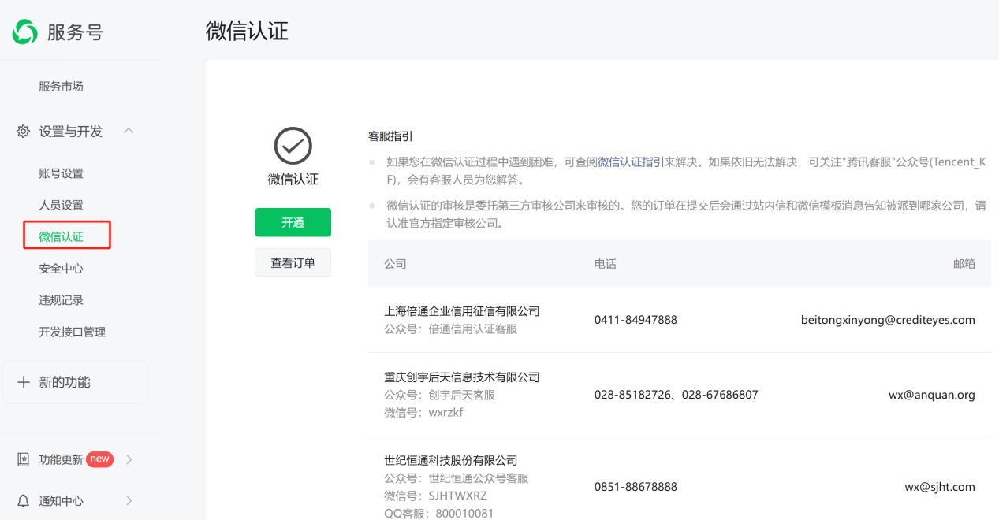 服务号
微信认证
服务市场
设置与开发
账号设置
人员设置
微信认证
安全中心
违规记录
开发接口管理
新的功能
功能更新 new
通知中心
微信认证
开通
查看订单
客服指引
如果您在微信认证过程中遇到困难，可查阅微信认证指引来解决。如果依旧无法解决，可关注"腾讯客服"公众号(Tencent_K
F)，会有客服人员为您解答。
微信认证的审核是委托第三方审核公司来审核的。您的订单在提交后会通过站内信和微信模板消息告知被派到哪家公司，请
认准官方指定审核公司。
公司 电话 邮箱
上海倍通企业信用征信有限公司
公众号：倍通信用认证客服
0411-84947888
beitongxinyong@crediteyes.com
重庆创宇后天信息技术有限公司
公众号：创宇后天客服
微信号：wxrzkf
028-85182726、028-67686807
wx@anquan.org
世纪恒通科技股份有限公司
公众号：世纪恒通公众号客服
微信号：SJHTWXRZ
QQ客服：800010081
0851-88678888
wx@sjht.com